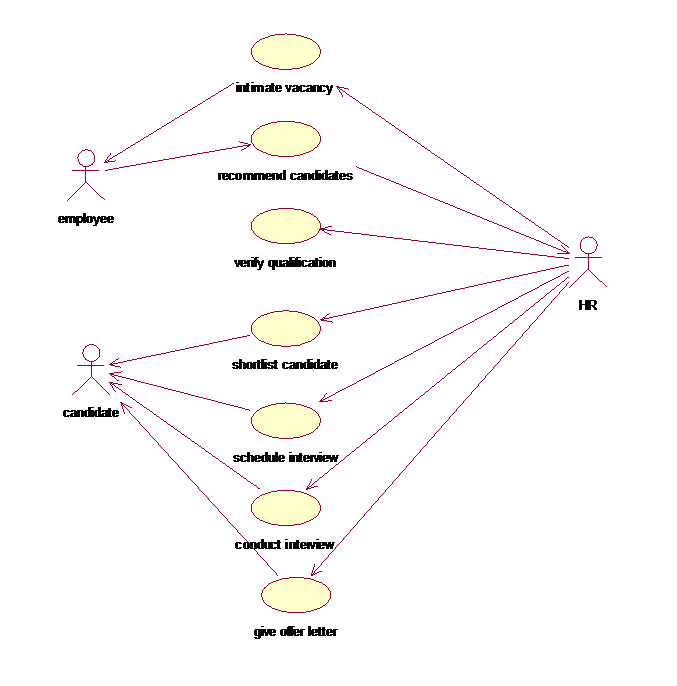 intimate vacancy
recommend candidates
employee
verify qualification
HR
shortlist candidate
candidate
schedule interview
conduct interview
give offer letter